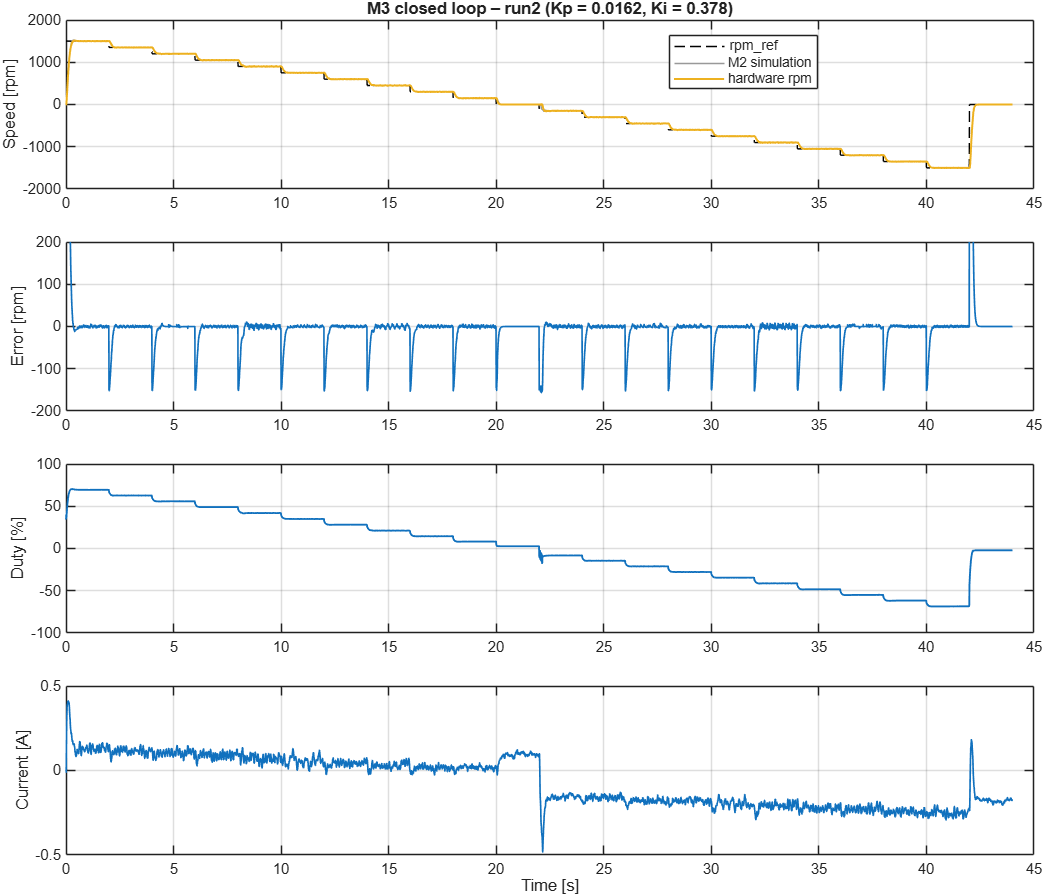 M3 closed loop – run2 (Kp = 0.0162, Ki = 0.378)
2000
1000
0
-1000
-2000
Speed [rpm]
rpm_ref
M2 simulation
hardware rpm
0 5 10 15 20 25 30 35 40 45
200
100
0
-100
-200
Error [rpm]
0 5 10 15 20 25 30 35 40 45
100
50
0
-50
-100
Duty [%]
0 5 10 15 20 25 30 35 40 45
0.5
0
-0.5
Current [A]
0 5 10 15 20 25 30 35 40 45
Time [s]